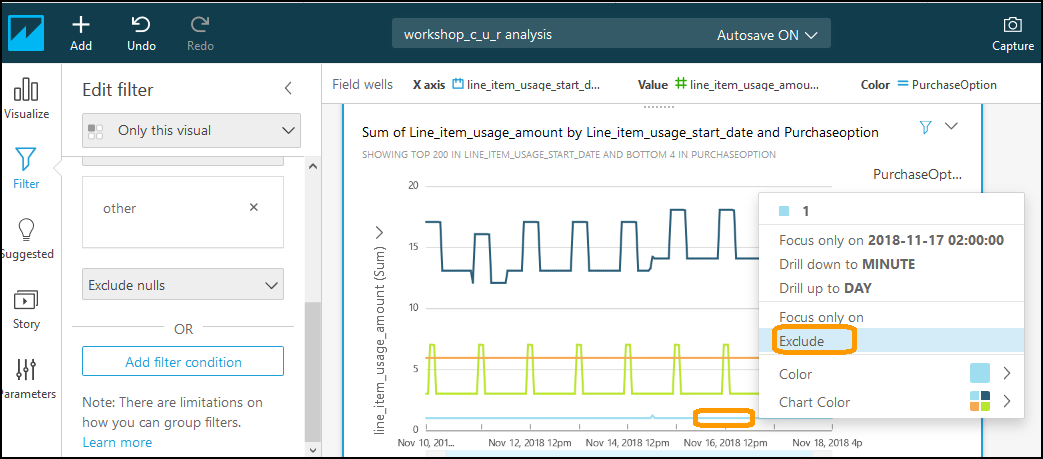 Add
Undo
Redo
workshop_c_u_r analysis
Autosave ON
Capture
Visualize
Filter
Suggested
Story
Parameters
Edit filter
Only this visual
other
Exclude nulls
OR
Add filter condition
Note: There are limitations on
how you can group filters.
Learn more
Field wells
X axis line_item_usage_start_d...
Value line_item_usage_amou...
Color PurchaseOption
Sum of Line_item_usage_amount by Line_item_usage_start_date and Purchaseoption
SHOWING TOP 200 IN LINE_ITEM_USAGE_START_DATE AND BOTTOM 4 IN PURCHASEOPTION
PurchaseOpt...
line_item_usage_amount (Sum)
20
15
10
5
0
Nov 10, 201...
Nov 12, 2018 12pm
Nov 14, 2018 12pm
Nov 16, 2018 12pm
Nov 18, 2018 4p
1
Focus only on 2018-11-17 02:00:00
Drill down to MINUTE
Drill up to DAY
Focus only on
Exclude
Color
Chart Color